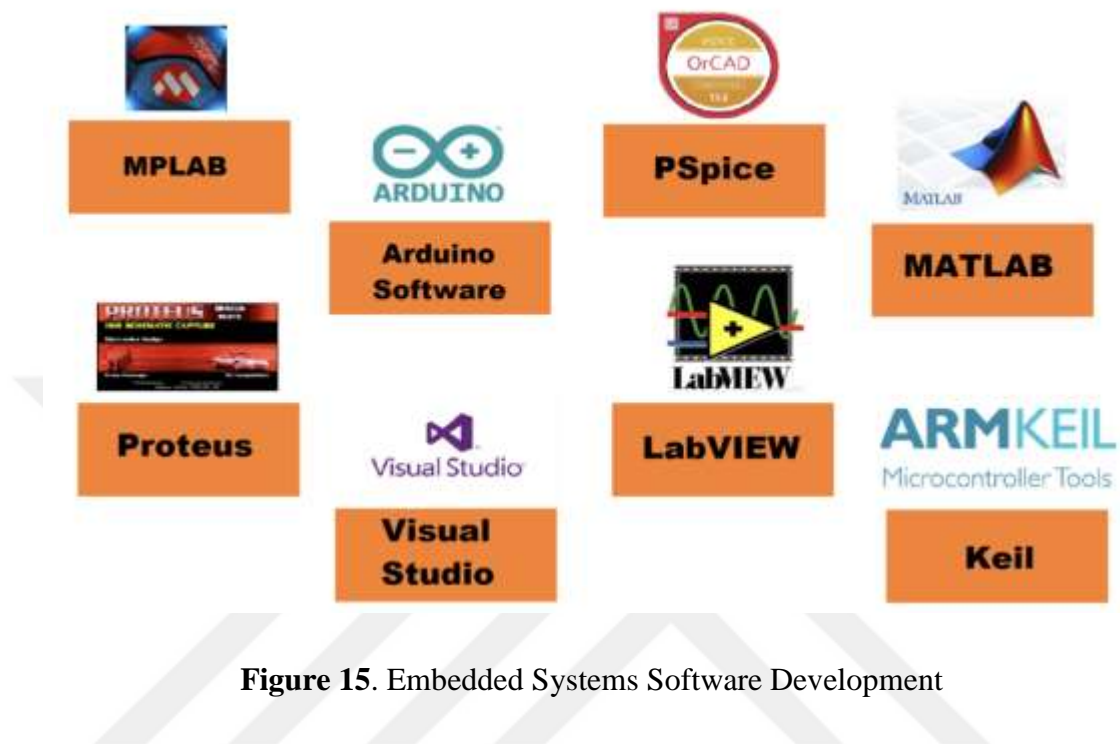 OrCAD
MPLAB
ARDUINO
PSpice
MATLAB
Arduino
Software
MATLAB
PROTEUS
LabVIEW
Proteus
Visual Studio
LabVIEW
ARMKEIL
Microcontroller Tools
Visual
Studio
Keil
Figure 15. Embedded Systems Software Development